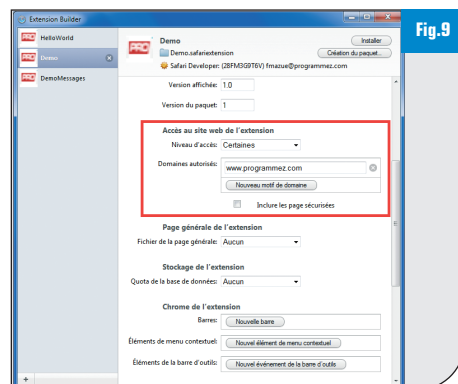 Fig.9
Extension Builder
PRO HelloWorld
PRO Demo
PRO DemoMessages
PRO
Demo
Demo.safariextension
Safari Developer: (28FM3G9T6V) fmazue@programmez.com
Installer
Création du paquet...
Version affichée: 1.0
Version du paquet: 1
Accès au site web de l'extension
Niveau d'accès: Certaines
Domaines autorisés: www.programmez.com
Nouveau motif de domaine
Inclure les page sécurisées
Page générale de l'extension
Fichier de la page générale: Aucun
Stockage de l'extension
Quota de la base de données: Aucun
Chrome de l'extension
Barres: Nouvelle barre
Éléments de menu contextuel: Nouvel élément de menu contextuel
Éléments de la barre d'outils: Nouvel événement de la barre d'outils
+